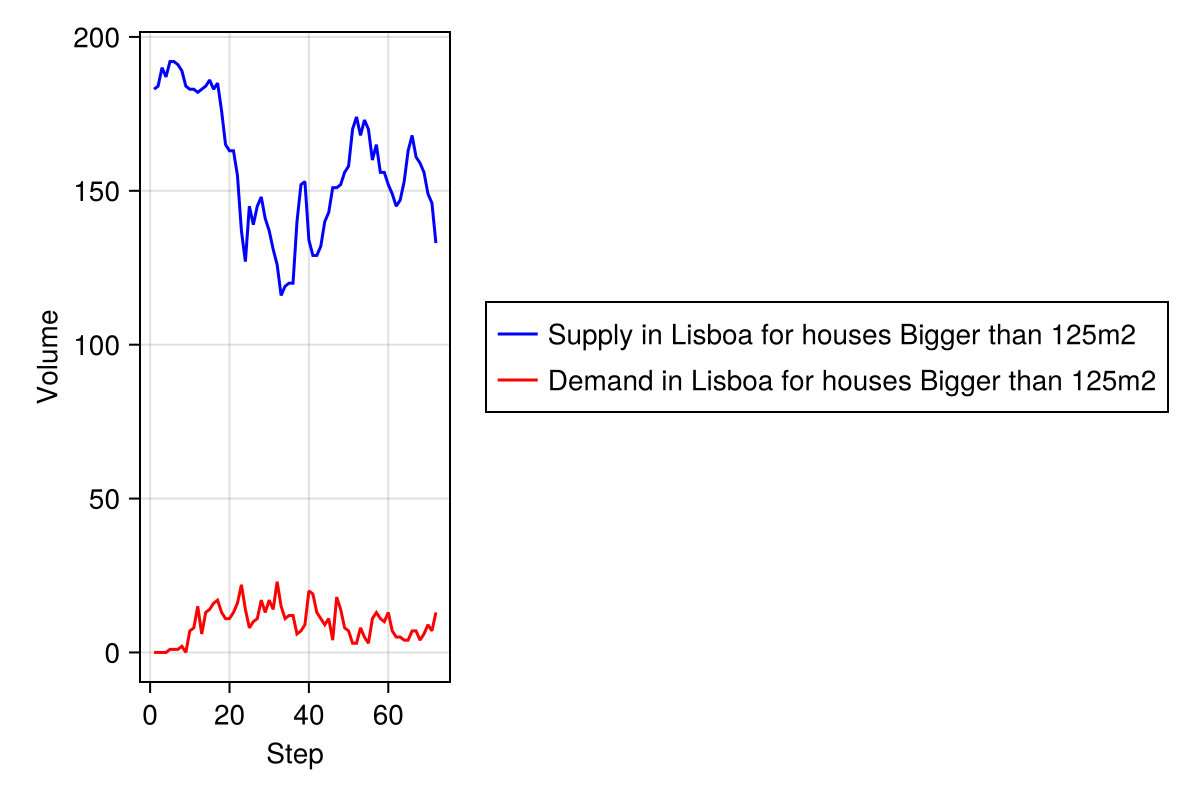 200
150
100
50
0
Volume
0 20 40 60
Step
Supply in Lisboa for houses Bigger than 125m2
Demand in Lisboa for houses Bigger than 125m2